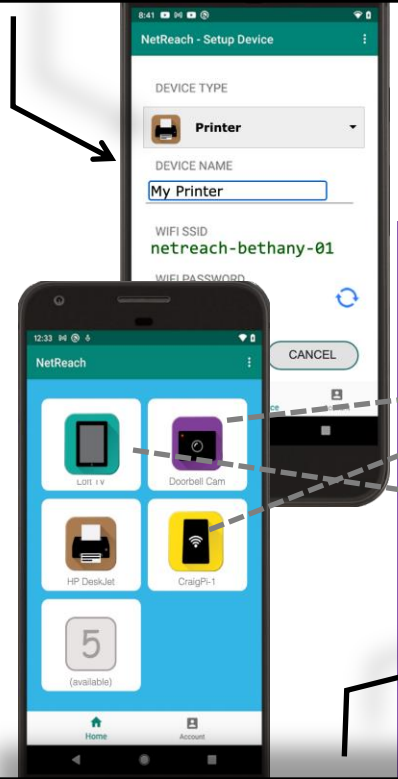 8:41
NetReach - Setup Device
DEVICE TYPE
Printer
DEVICE NAME
My Printer
WIFI SSID
netreach-bethany-01
WIFI PASSWORD
CANCEL
12:33
NetReach
Loft TV
Doorbell Cam
HP DeskJet
CraigPi-1
5
(available)
Home
Account